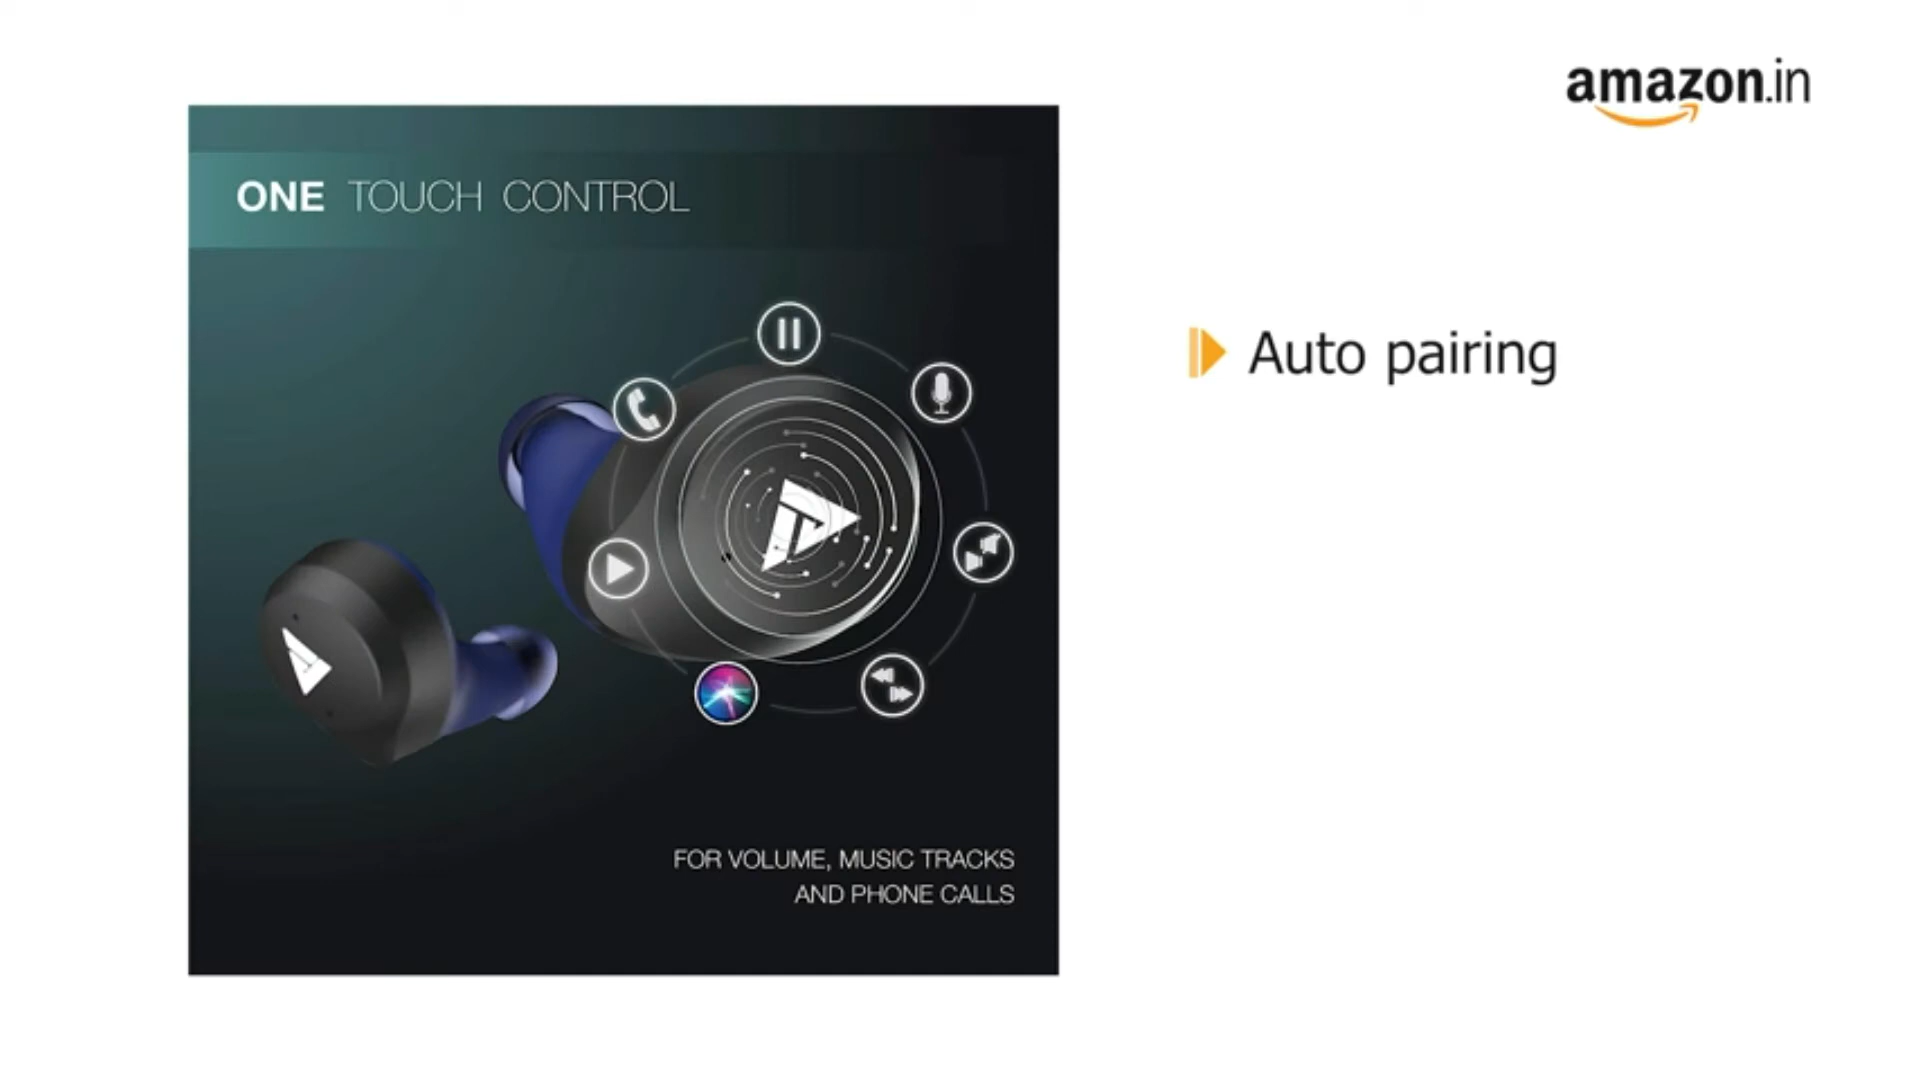 amazon.in
ONE TOUCH CONTROL
Auto pairing
FOR VOLUME, MUSIC TRACKS
AND PHONE CALLS